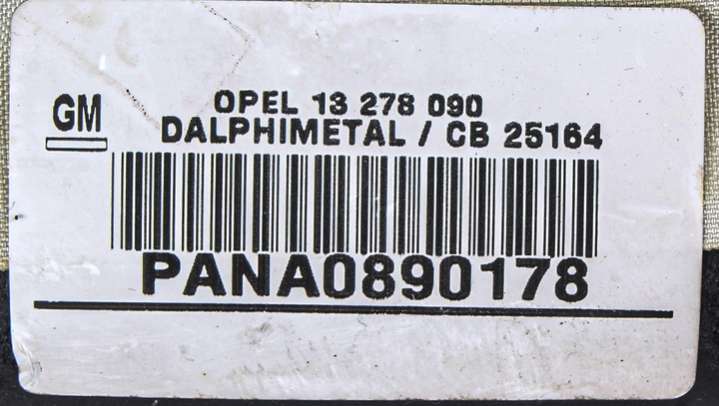 GM
OPEL 13 278 090
DALPHIMETAL / CB 25164
PANA0890178